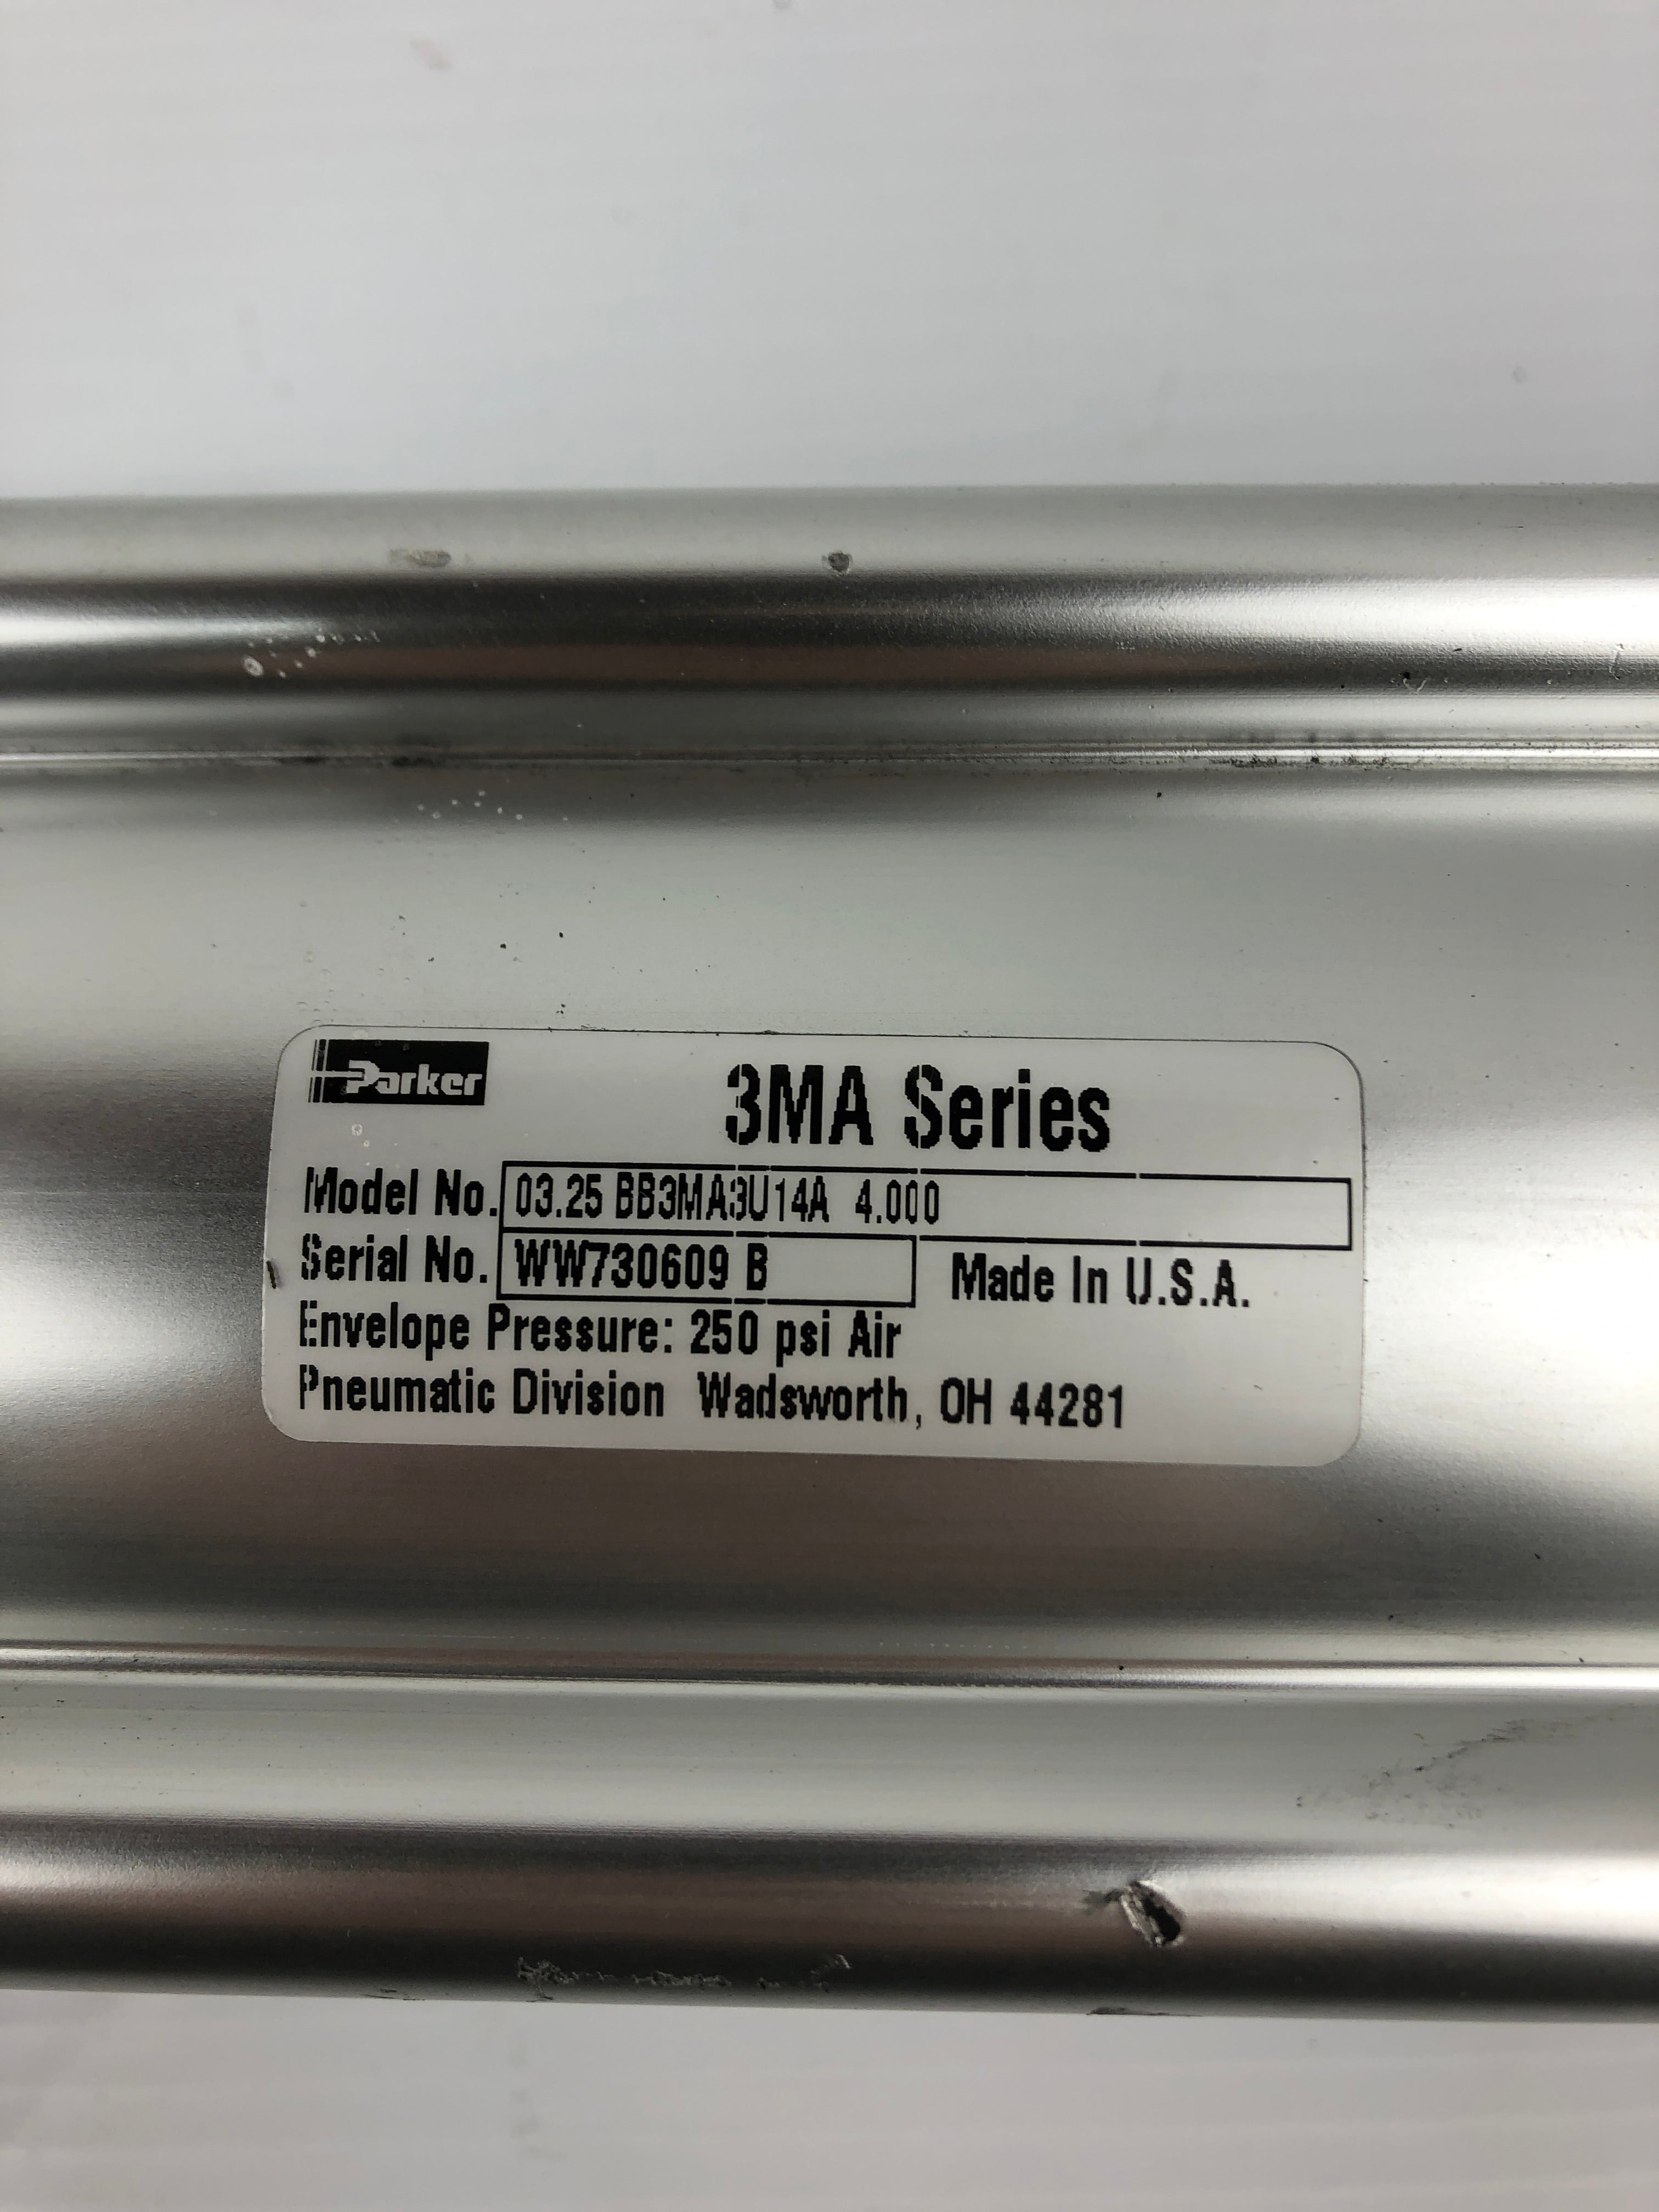 Parker 3MA Series
Model No. 03.25 BB3MA3U14A 4.000
Serial No. WW730609 B Made In U.S.A.
Envelope Pressure: 250 psi Air
Pneumatic Division Wadsworth, OH 44281